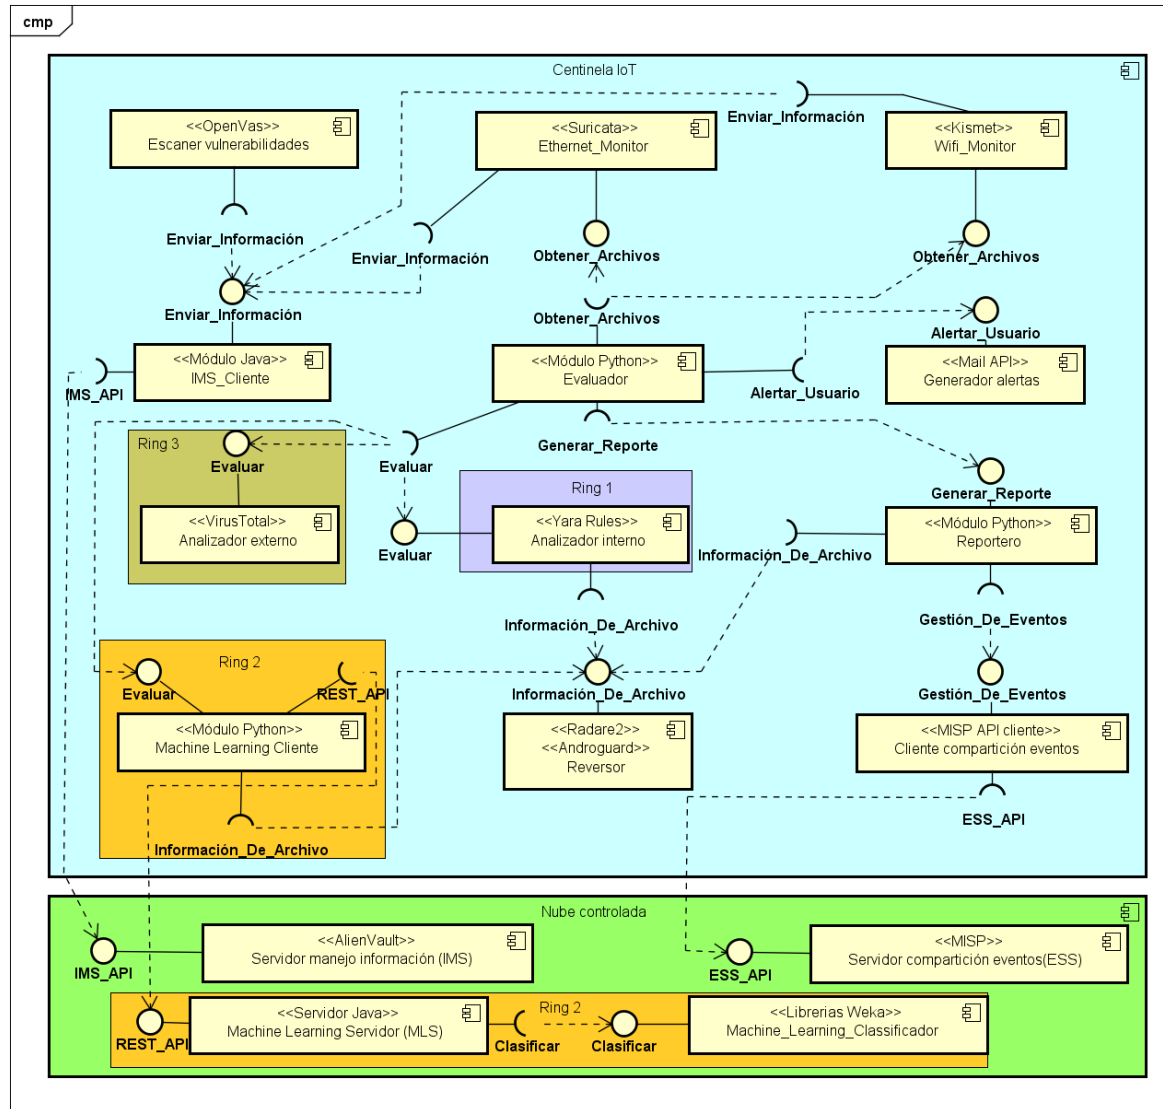 cmp
Centinela IoT
Enviar_Información
<<OpenVas>>
Escaner vulnerabilidades
<<Suricata>>
Ethernet_Monitor
<<Kismet>>
Wifi_Monitor
Enviar_Información
Enviar_Información
Obtener_Archivos
Obtener_Archivos
Enviar_Información
Obtener_Archivos
Alertar_Usuario
<<Módulo Java>>
IMS_Cliente
<<Módulo Python>>
Evaluador
<<Mail API>>
Generador alertas
IMS_API
Alertar_Usuario
Ring 3
Evaluar
Evaluar
Generar_Reporte
Ring 1
Generar_Reporte
<<VirusTotal>>
Analizador externo
<<Yara Rules>>
Analizador interno
<<Módulo Python>>
Reportero
Evaluar
Información_De_Archivo
Información_De_Archivo
Gestión_De_Eventos
Ring 2
Evaluar
REST_API
Información_De_Archivo
Gestión_De_Eventos
<<Módulo Python>>
Machine Learning Cliente
<<Radare2>>
<<Androguard>>
Reversor
<<MISP API cliente>>
Cliente compartición eventos
ESS_API
Información_De_Archivo
Nube controlada
<<AlienVault>>
Servidor manejo información (IMS)
<<MISP>>
Servidor compartición eventos(ESS)
IMS_API
ESS_API
Ring 2
<<Servidor Java>>
Machine Learning Servidor (MLS)
<<Librerias Weka>>
Machine_Learning_Classificador
REST_API
Clasificar
Clasificar